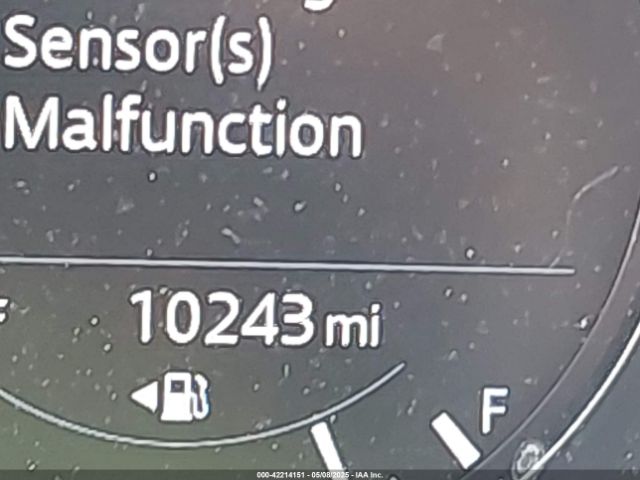 Sensor(s)
Malfunction
10243 mi
F
000-42214151 - 05/08/2025 - IAA Inc.